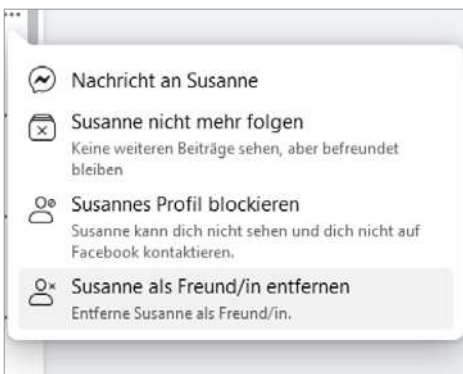 Nachricht an Susanne
Susanne nicht mehr folgen
Keine weiteren Beiträge sehen, aber befreundet
bleiben
Susannes Profil blockieren
Susanne kann dich nicht sehen und dich nicht auf
Facebook kontaktieren.
Susanne als Freund/in entfernen
Entferne Susanne als Freund/in.